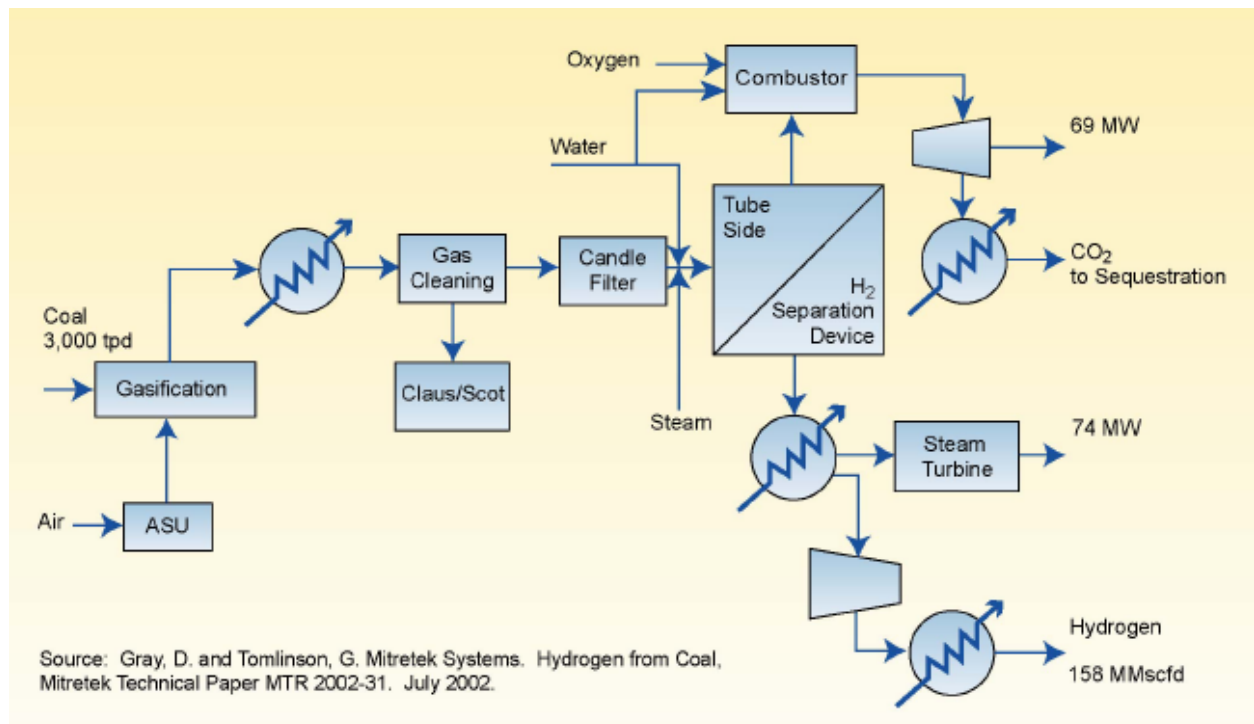 Oxygen
Combustor
69 MW
Water
Tube
Side
Gas
Cleaning
Candle
Filter
H2
Separation
Device
CO2
to Sequestration
Coal
3,000 tpd
Gasification
Claus/Scot
Steam
Steam
Turbine
74 MW
Air
ASU
Hydrogen
158 MMscfd
Source: Gray, D. and Tomlinson, G. Mitretek Systems. Hydrogen from Coal,
Mitretek Technical Paper MTR 2002-31. July 2002.